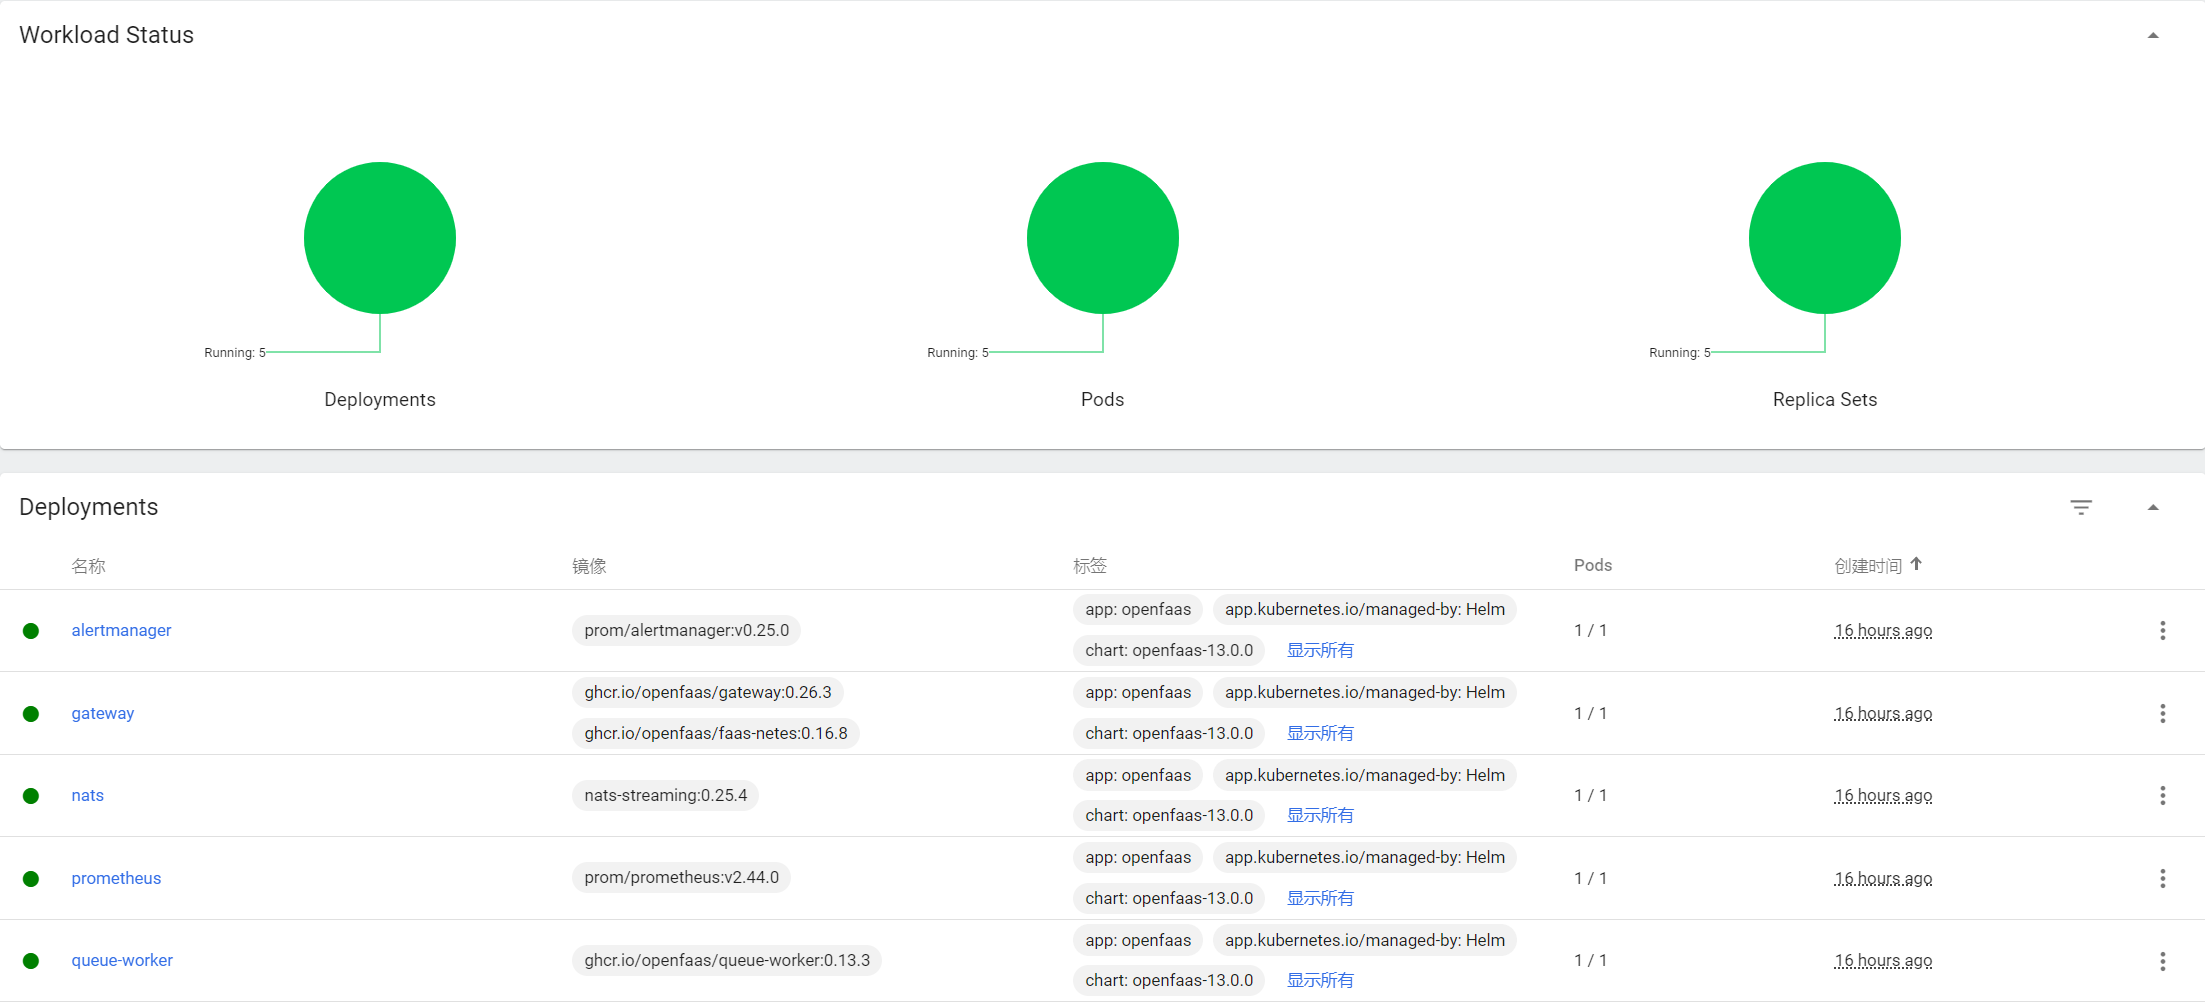 Workload Status
Running: 5 Running: 5 Running: 5
Deployments Pods Replica Sets
Deployments
名称 镜像 标签 Pods 创建时间
alertmanager prom/alertmanager:v0.25.0 app: openfaas app.kubernetes.io/managed-by: Helm 1 / 1 16 hours ago
chart: openfaas-13.0.0 显示所有
gateway ghcr.io/openfaas/gateway:0.26.3 app: openfaas app.kubernetes.io/managed-by: Helm 1 / 1 16 hours ago
ghcr.io/openfaas/faas-netes:0.16.8 chart: openfaas-13.0.0 显示所有
nats nats-streaming:0.25.4 app: openfaas app.kubernetes.io/managed-by: Helm 1 / 1 16 hours ago
chart: openfaas-13.0.0 显示所有
prometheus prom/prometheus:v2.44.0 app: openfaas app.kubernetes.io/managed-by: Helm 1 / 1 16 hours ago
chart: openfaas-13.0.0 显示所有
queue-worker ghcr.io/openfaas/queue-worker:0.13.3 app: openfaas app.kubernetes.io/managed-by: Helm 1 / 1 16 hours ago
chart: openfaas-13.0.0 显示所有